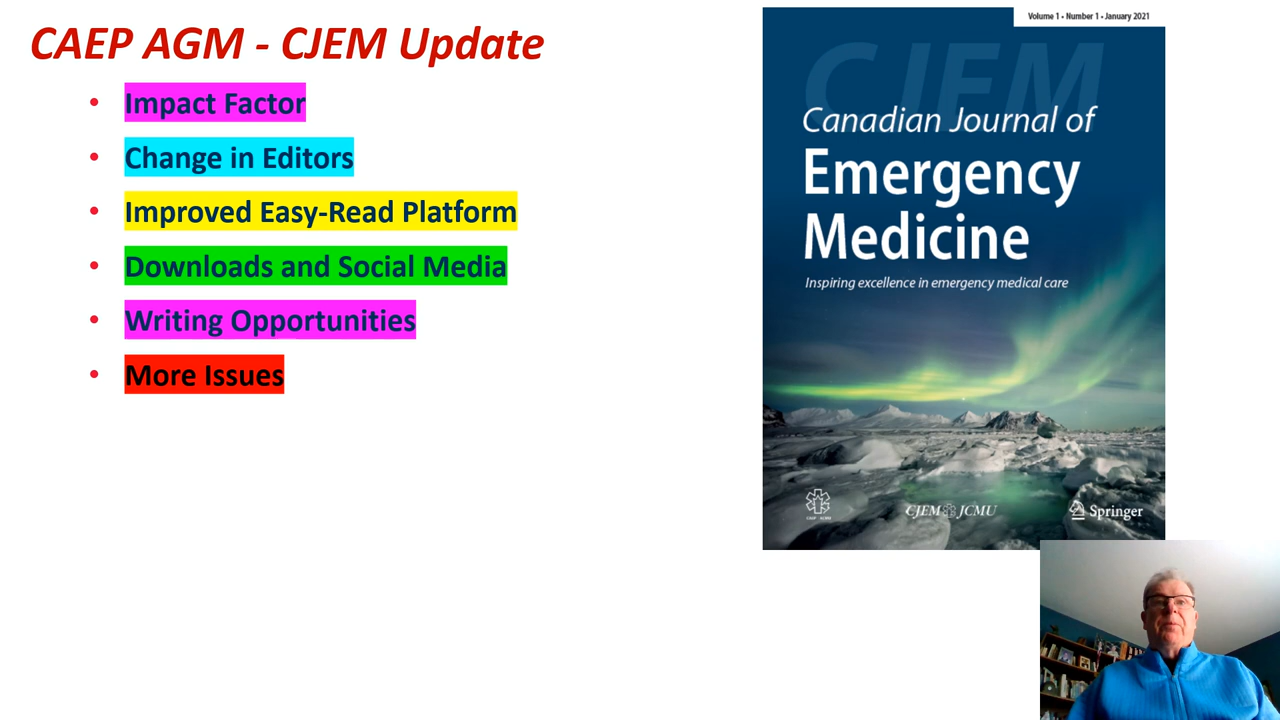 CAEP AGM - CJEM Update
• Impact Factor
• Change in Editors
• Improved Easy-Read Platform
• Downloads and Social Media
• Writing Opportunities
• More Issues
Volume 1 • Number 1 • January 2021
CJEM
Canadian Journal of
Emergency
Medicine
Inspiring excellence in emergency medical care
CAEP ACMU
CJEM JCMU
Springer